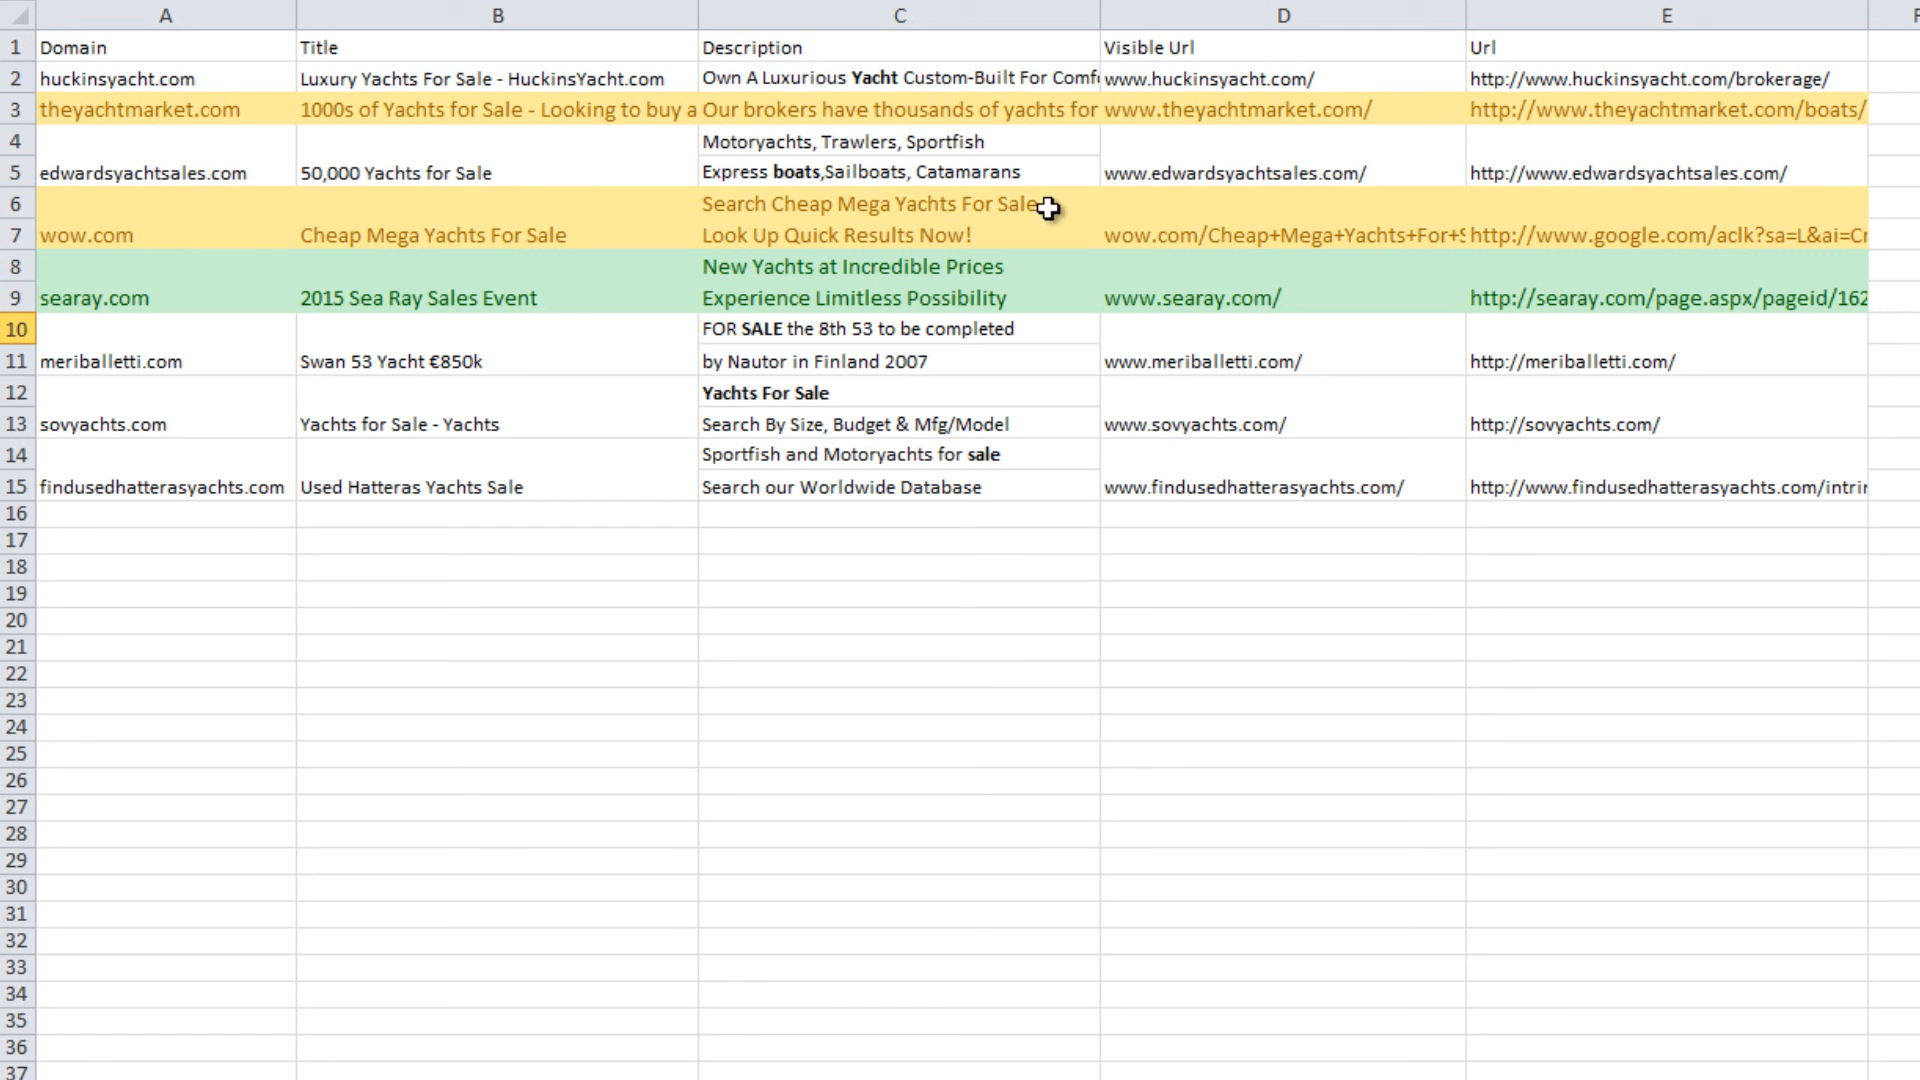 A B C D E
1 Domain Title Description Visible Url Url
2 huckinsyacht.com Luxury Yachts For Sale - HuckinsYacht.com Own A Luxurious Yacht Custom-Built For www.huckinsyacht.com/ http://www.huckinsyacht.com/brokerage/
3 theyachtmarket.com 1000s of Yachts for Sale - Looking to buy a Our brokers have thousands of yachts for www.theyachtmarket.com/ http://www.theyachtmarket.com/boats/
4 Motoryachts, Trawlers, Sportfish
5 edwardsyachtsales.com 50,000 Yachts for Sale Express boats,Sailboats, Catamarans www.edwardsyachtsales.com/ http://www.edwardsyachtsales.com/
6 Search Cheap Mega Yachts For Sale
7 wow.com Cheap Mega Yachts For Sale Look Up Quick Results Now! wow.com/Cheap+Mega+Yachts+For+S http://www.google.com/aclk?sa=L&ai=Cr
8 New Yachts at Incredible Prices
9 searay.com 2015 Sea Ray Sales Event Experience Limitless Possibility www.searay.com/ http://searay.com/page.aspx/pageid/162
10 FOR SALE the 8th 53 to be completed
11 meriballetti.com Swan 53 Yacht €850k by Nautor in Finland 2007 www.meriballetti.com/ http://meriballetti.com/
12 Yachts For Sale
13 sovyachts.com Yachts for Sale - Yachts Search By Size, Budget & Mfg/Model www.sovyachts.com/ http://sovyachts.com/
14 Sportfish and Motoryachts for sale
15 findusedhatterasyachts.com Used Hatteras Yachts Sale Search our Worldwide Database www.findusedhatterasyachts.com/ http://www.findusedhatterasyachts.com/intrir
16
17
18
19
20
21
22
23
24
25
26
27
28
29
30
31
32
33
34
35
36
37